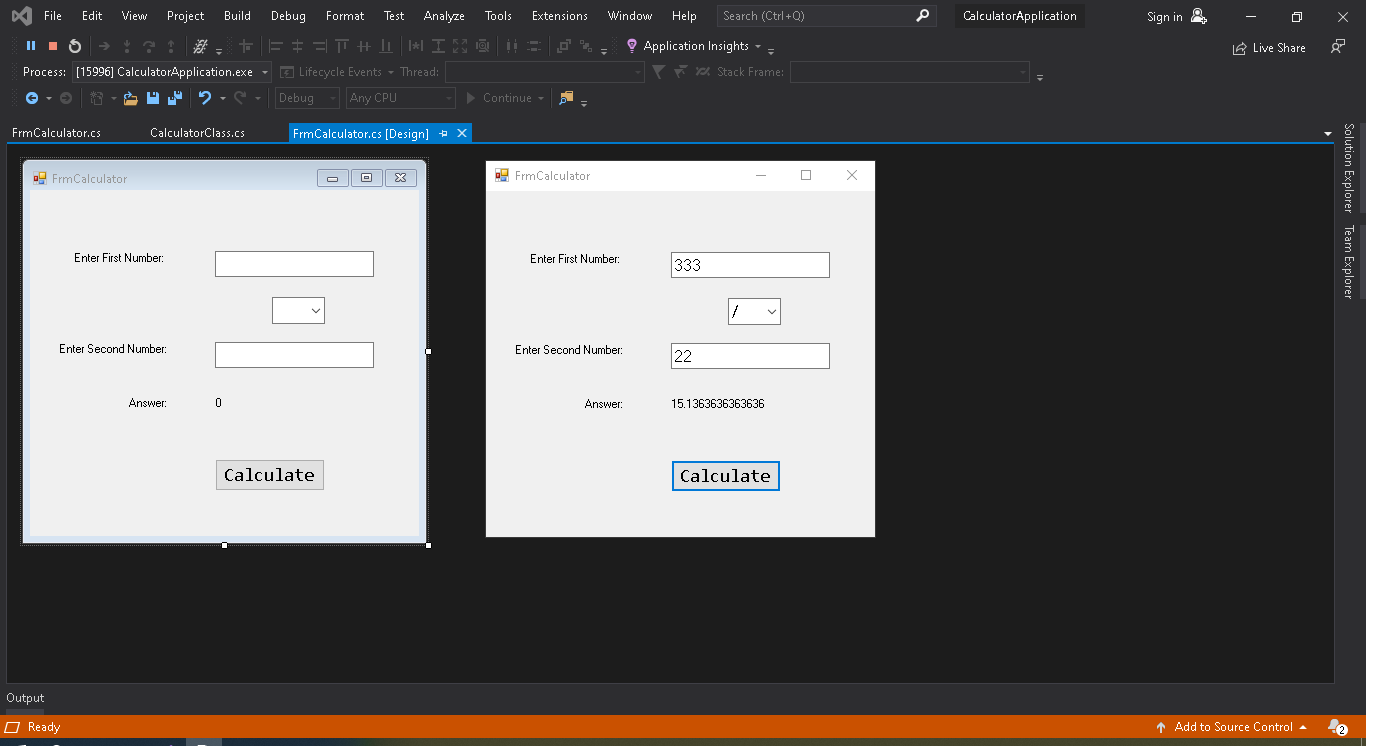 File Edit View Project Build Debug Format Test Analyze Tools Extensions Window Help Search (Ctrl+Q) CalculatorApplication Sign in
Application Insights Live Share
Process: [15996] CalculatorApplication.exe Lifecycle Events Thread: Stack Frame:
Debug Any CPU Continue
FrmCalculator.cs CalculatorClass.cs FrmCalculator.cs [Design]
FrmCalculator
Enter First Number:
Enter Second Number:
Answer: 0
Calculate
FrmCalculator
Enter First Number: 333
/
Enter Second Number: 22
Answer: 15.1363636363636
Calculate
Solution Explorer
Team Explorer
Output
Ready Add to Source Control 2